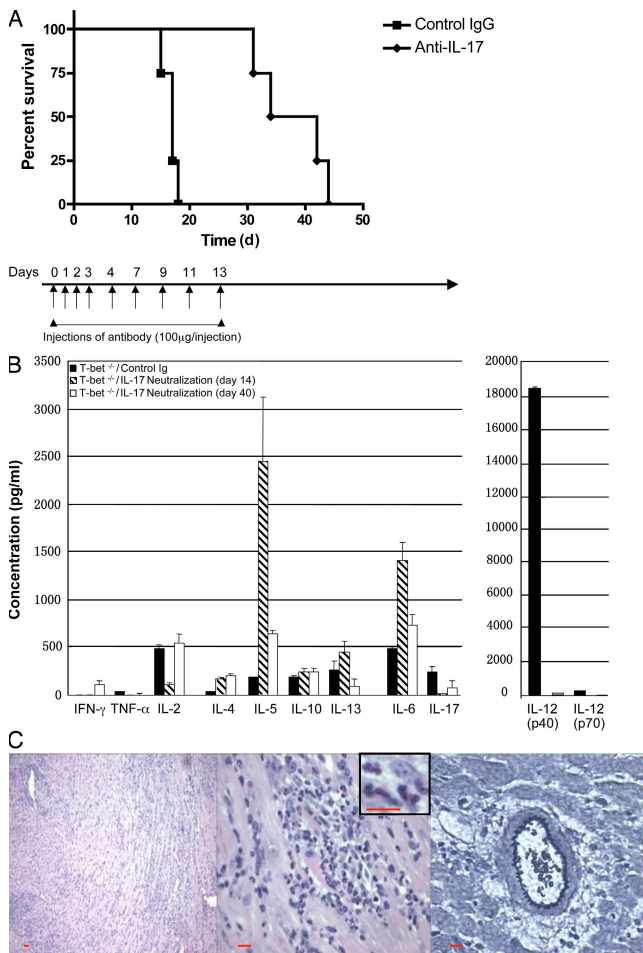 A
Control IgG
Anti-IL-17
Percent survival
100
75
50
25
0
0 10 20 30 40 50
Time (d)
Days 0 1 2 3 4 7 9 11 13
Injections of antibody (100μg/injection)
B
T-bet -/-/Control Ig
T-bet -/-/IL-17 Neutralization (day 14)
T-bet -/-/IL-17 Neutralization (day 40)
Concentration (pg/ml)
3500
3000
2500
2000
1500
1000
500
0
IFN-γ TNF-α IL-2 IL-4 IL-5 IL-10 IL-13 IL-6 IL-17
20000
18000
16000
14000
12000
10000
8000
6000
4000
2000
0
IL-12 (p40)
IL-12 (p70)
C